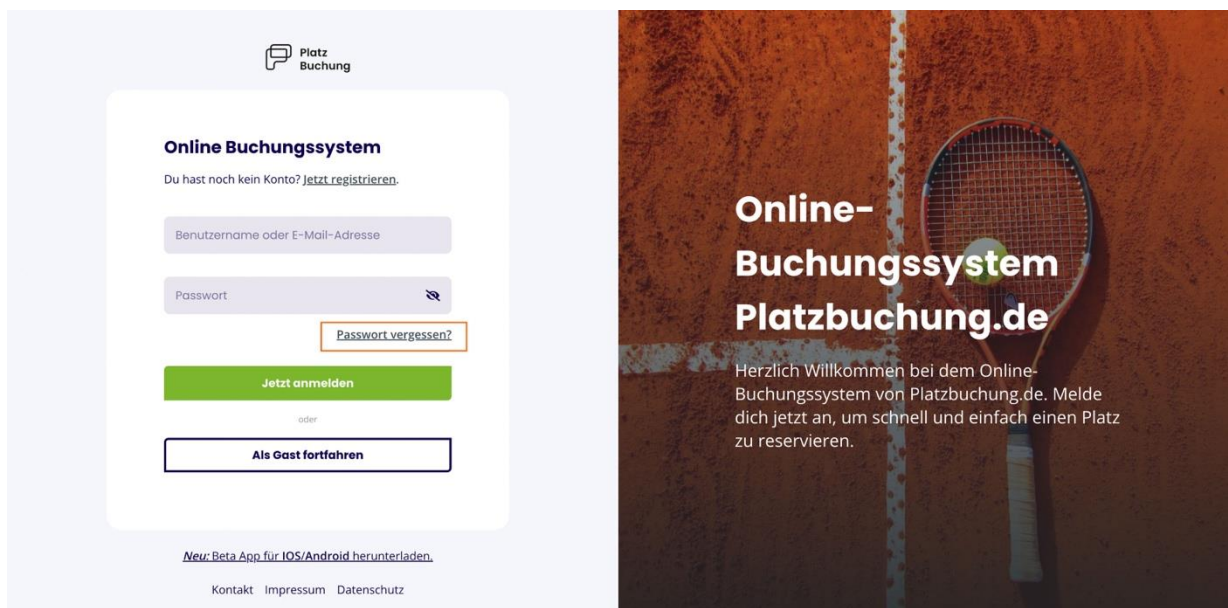 Platz
Buchung
Online Buchungssystem
Du hast noch kein Konto? Jetzt registrieren.
Benutzername oder E-Mail-Adresse
Passwort
Passwort vergessen?
Jetzt anmelden
oder
Als Gast fortfahren
Neu: Beta App für IOS/Android herunterladen.
Kontakt Impressum Datenschutz
Online-
Buchungssystem
Platzbuchung.de
Herzlich Willkommen bei dem Online-
Buchungssystem von Platzbuchung.de. Melde
dich jetzt an, um schnell und einfach einen Platz
zu reservieren.